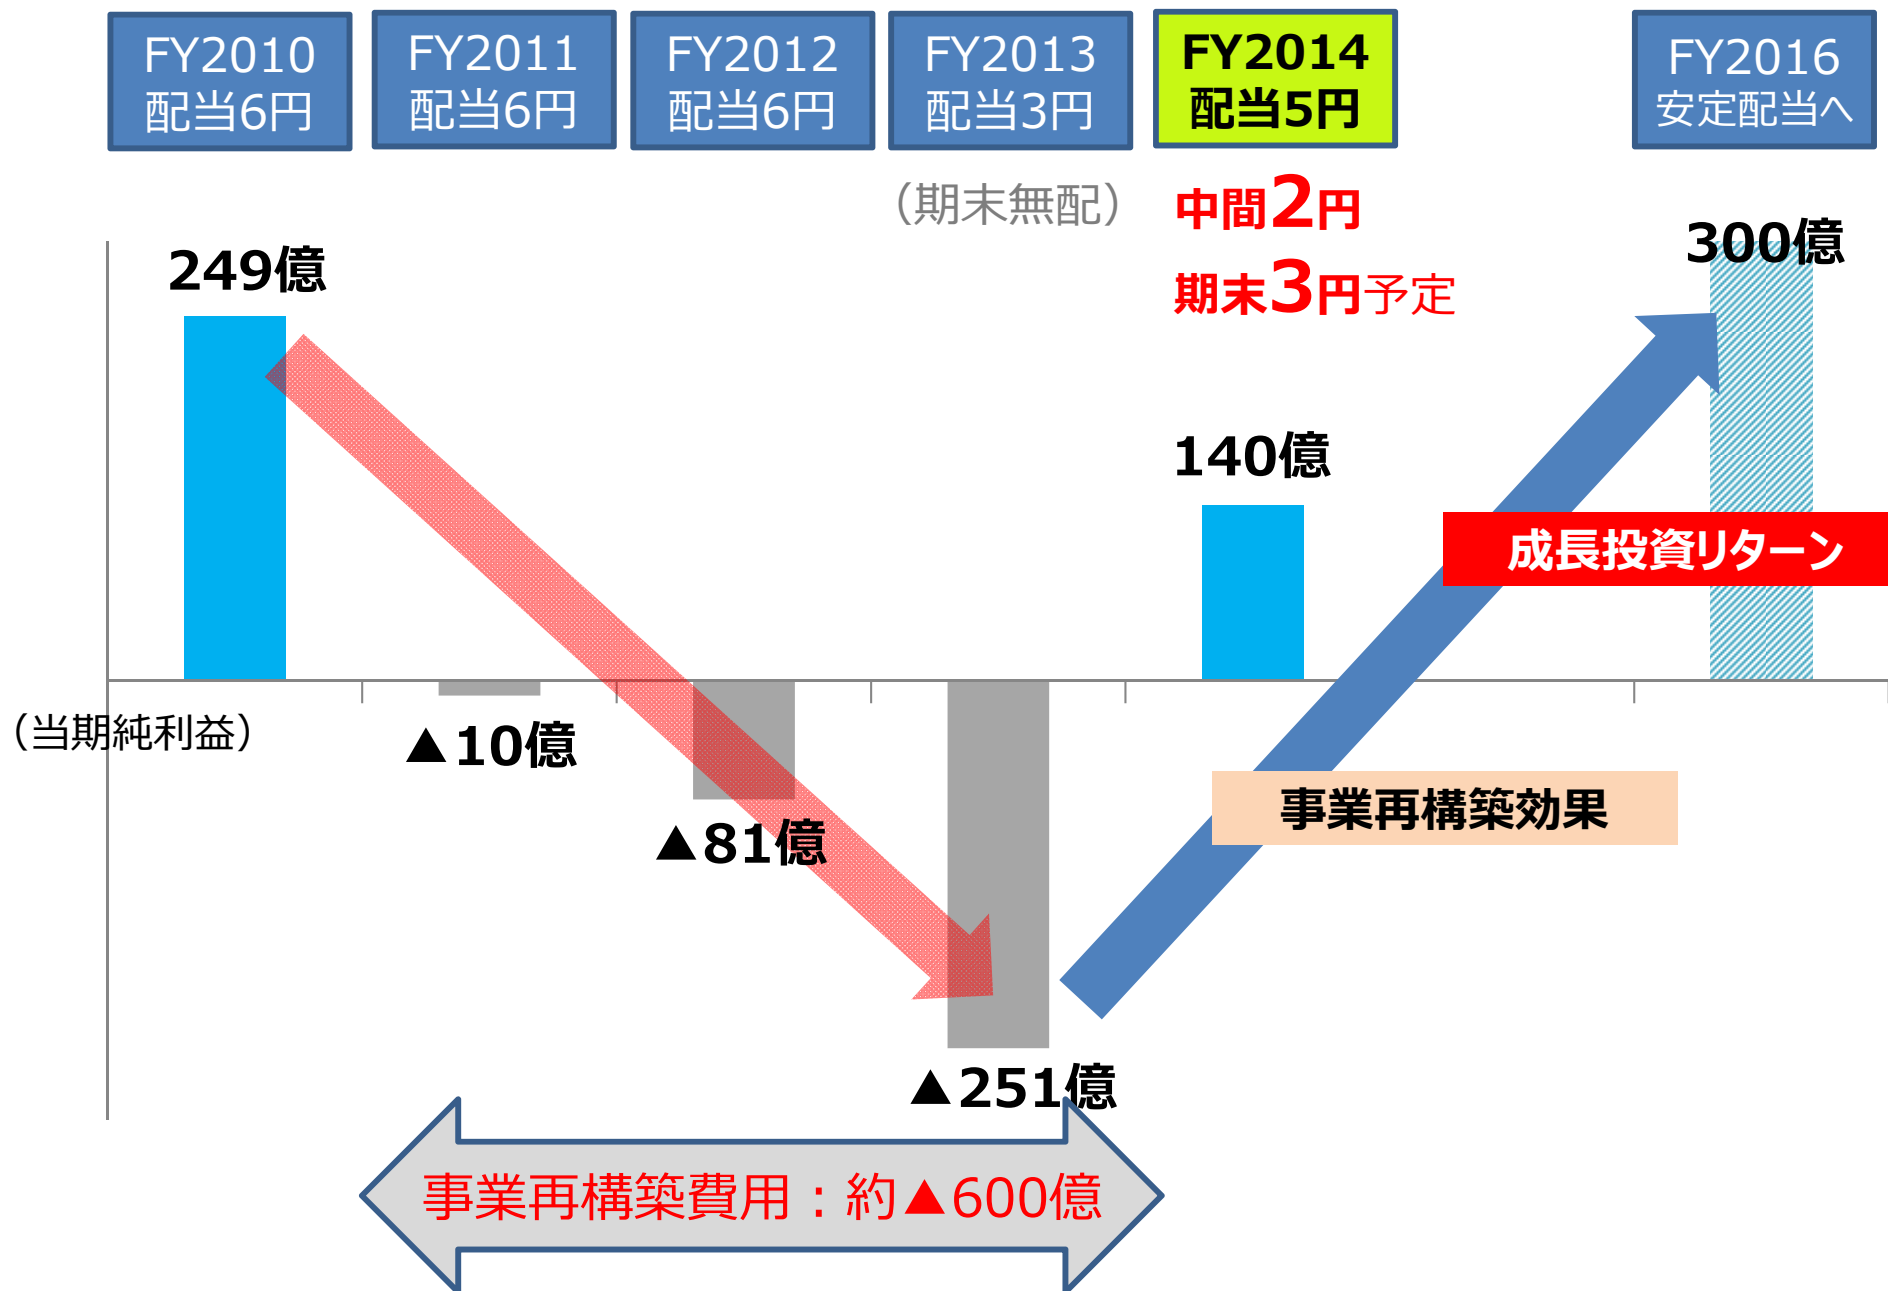 FY2010
配当6円
FY2011
配当6円
FY2012
配当6円
FY2013
配当3円
FY2014
配当5円
FY2016
安定配当へ
（期末無配）
中間2円
期末3円予定
249億
300億
140億
成長投資リターン
（当期純利益）
▲10億
▲81億
事業再構築効果
▲251億
事業再構築費用：約▲600億